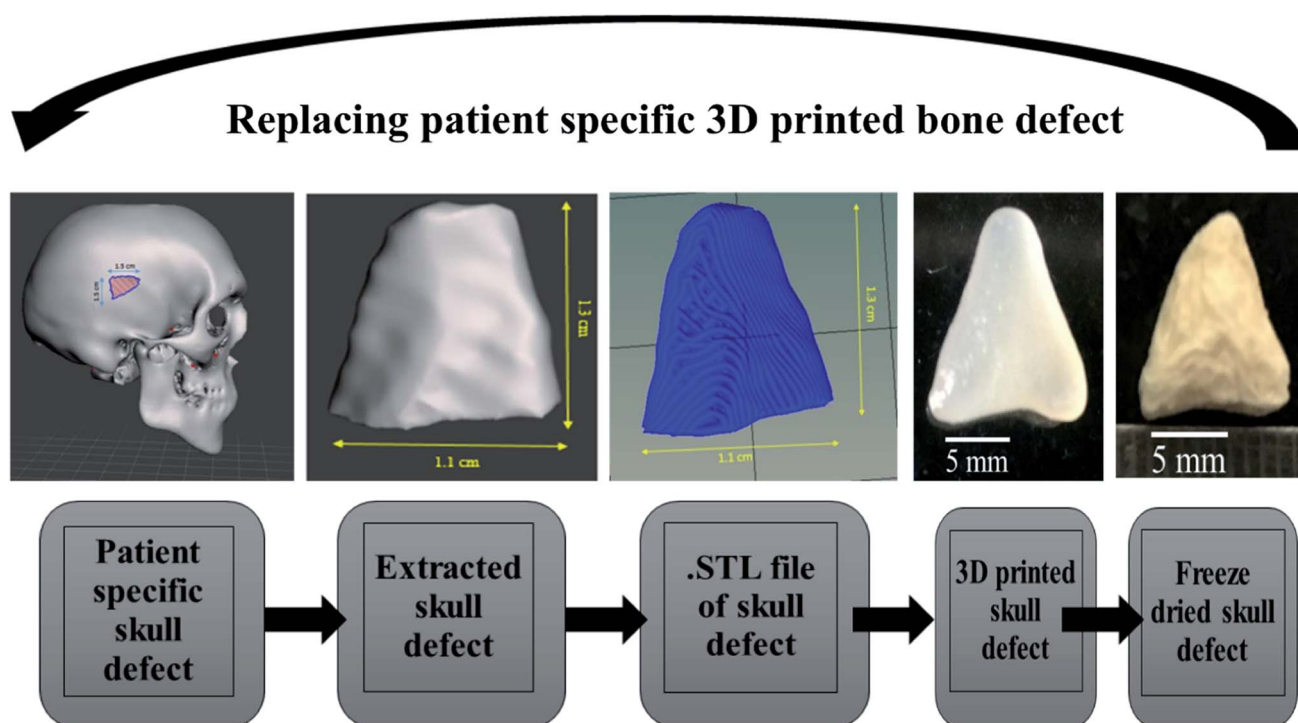 Replacing patient specific 3D printed bone defect
1.5 cm
1.5 cm
1.3 cm
1.1 cm
1.3 cm
1.1 cm
5 mm
5 mm
Patient
specific
skull
defect
Extracted
skull
defect
.STL file
of skull
defect
3D printed
skull
defect
Freeze
dried skull
defect